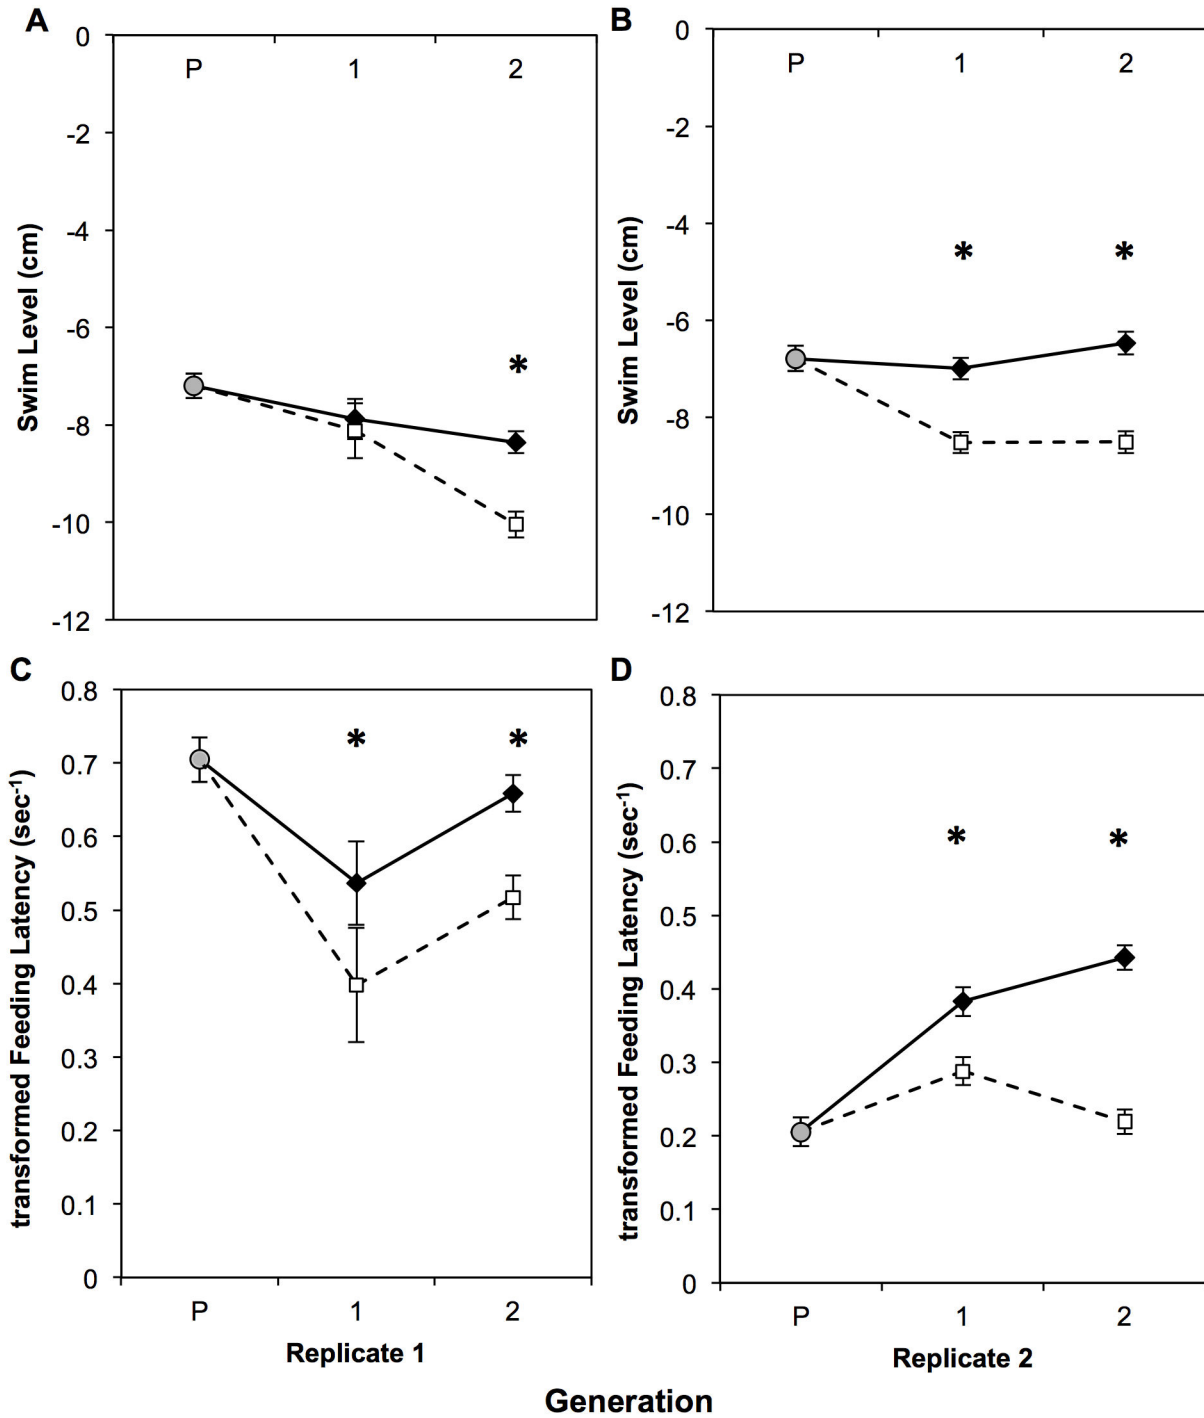 A
0
-2
-4
-6
-8
-10
-12
P 1 2
*
Swim Level (cm)
B
0
-2
-4
-6
-8
-10
-12
P 1 2
* *
Swim Level (cm)
C
0.8
0.7
0.6
0.5
0.4
0.3
0.2
0.1
0
* *
transformed Feeding Latency (sec⁻¹)
P 1 2
Replicate 1
D
0.8
0.7
0.6
0.5
0.4
0.3
0.2
0.1
0
* *
transformed Feeding Latency (sec⁻¹)
P 1 2
Replicate 2
Generation